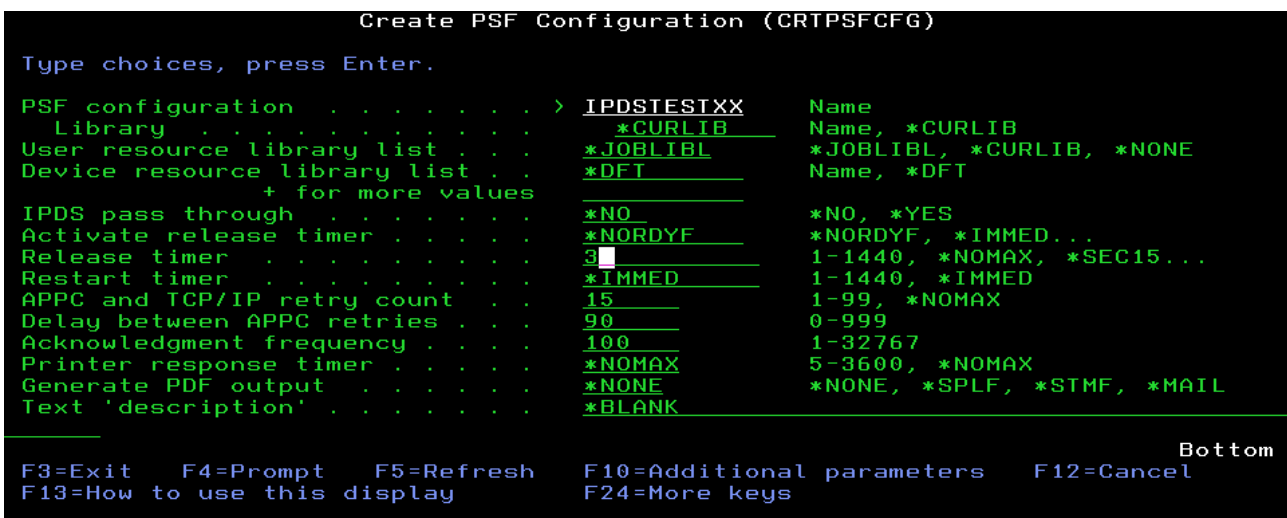 Create PSF Configuration (CRTPSFCFG)
Type choices, press Enter.
PSF configuration . . . . . . . > IPDSTESTXX Name
Library . . . . . . . . . . . *CURLIB Name, *CURLIB
User resource library list . . . *JOBLIBL *JOBLIBL, *CURLIB, *NONE
Device resource library list . . *DFT Name, *DFT
+ for more values
IPDS pass through . . . . . . . *NO *NO, *YES
Activate release timer . . . . . *NORDYF *NORDYF, *IMMED...
Release timer . . . . . . . . . 3 1-1440, *NOMAX, *SEC15...
Restart timer . . . . . . . . . *IMMED 1-1440, *IMMED
APPC and TCP/IP retry count . . 15 1-99, *NOMAX
Delay between APPC retries . . . 90 0-999
Acknowledgment frequency . . . . 100 1-32767
Printer response timer . . . . . *NOMAX 5-3600, *NOMAX
Generate PDF output . . . . . . *NONE *NONE, *SPLF, *STMF, *MAIL
Text 'description' . . . . . . . *BLANK
Bottom
F3=Exit F4=Prompt F5=Refresh F10=Additional parameters F12=Cancel
F13=How to use this display F24=More keys